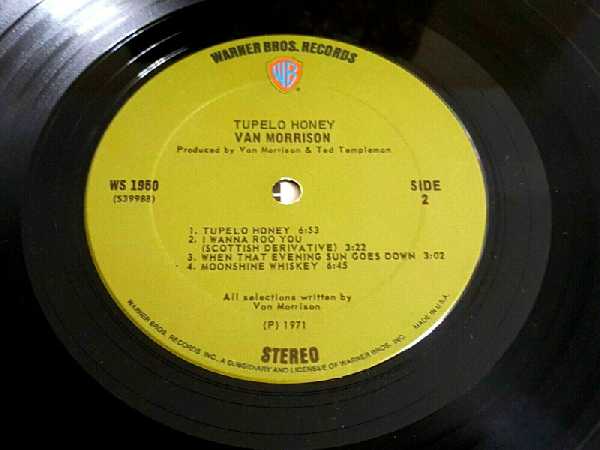 WARNER BROS. RECORDS
WB
®
TUPELO HONEY
VAN MORRISON
Produced by Van Morrison & Ted Templeman
WS 1960
(S39988)
SIDE
2
1. TUPELO HONEY 6:53
2. I WANNA ROO YOU
(SCOTTISH DERIVATIVE) 3:22
3. WHEN THAT EVENING SUN GOES DOWN 3:02
4. MOONSHINE WHISKEY 6:45
All selections written by
Van Morrison
(P) 1971
STEREO
WARNER BROS. RECORDS INC., A SUBSIDIARY AND LICENSEE OF WARNER BROS. INC. MADE IN U.S.A.